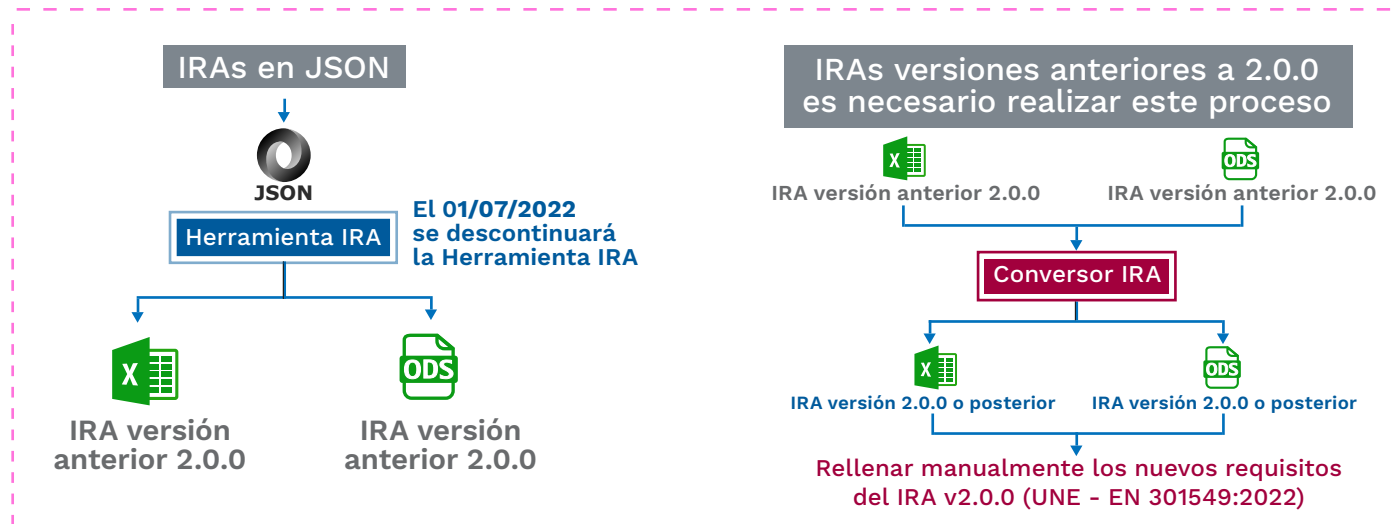 IRAs en JSON
JSON
Herramienta IRA
El 01/07/2022
se descontinuará
la Herramienta IRA
X
ODS
IRA versión
anterior 2.0.0
IRA versión
anterior 2.0.0
IRAs versiones anteriores a 2.0.0
es necesario realizar este proceso
X
ODS
IRA versión anterior 2.0.0
IRA versión anterior 2.0.0
Conversor IRA
X
ODS
IRA versión 2.0.0 o posterior
IRA versión 2.0.0 o posterior
Rellenar manualmente los nuevos requisitos
del IRA v2.0.0 (UNE - EN 301549:2022)